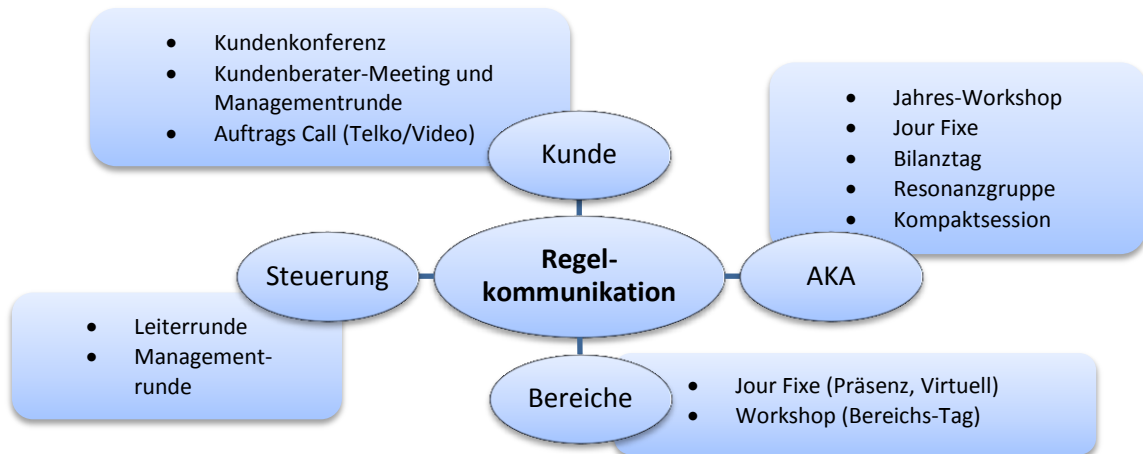 • Kundenkonferenz
• Kundenberater-Meeting und
Managementrunde
• Auftrags Call (Telko/Video)
Kunde
• Jahres-Workshop
• Jour Fixe
• Bilanztag
• Resonanzgruppe
• Kompaktsession
Steuerung
Regel-
kommunikation
AKA
• Leiterrunde
• Management-
runde
Bereiche
• Jour Fixe (Präsenz, Virtuell)
• Workshop (Bereichs-Tag)